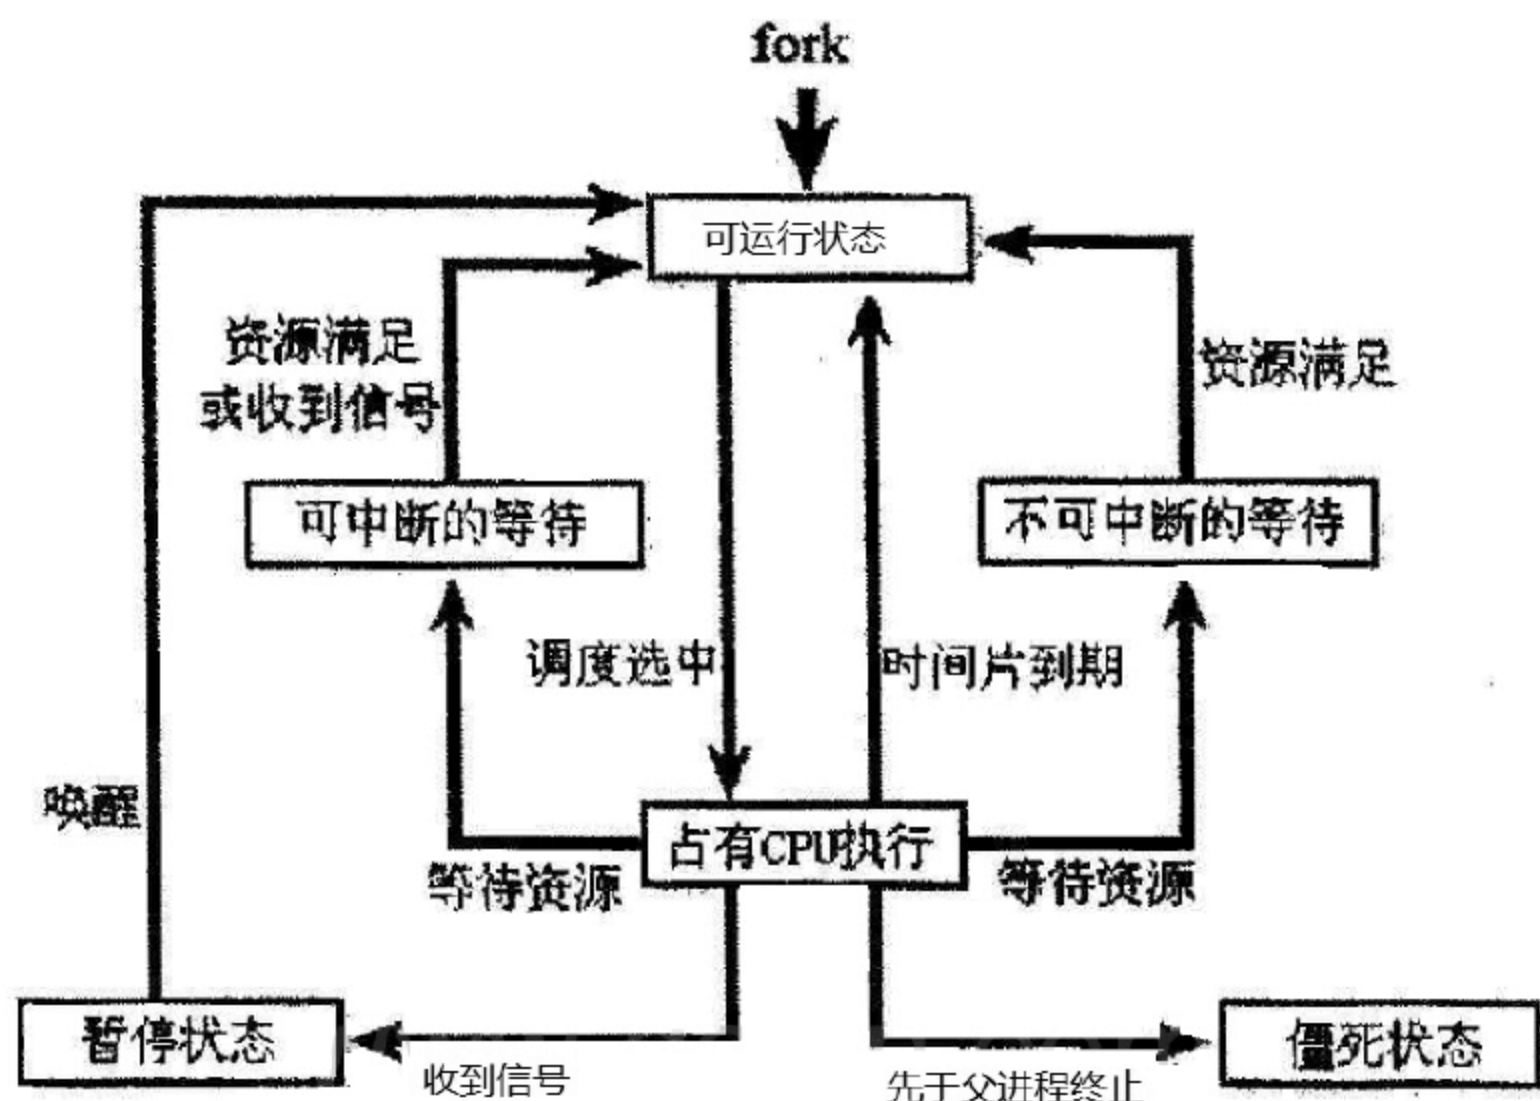 fork
可运行状态
资源满足
或收到信号
资源满足
可中断的等待
不可中断的等待
调度选中
时间片到期
唤醒
占有CPU执行
等待资源
等待资源
暂停状态
僵死状态
收到信号
先于父进程终止